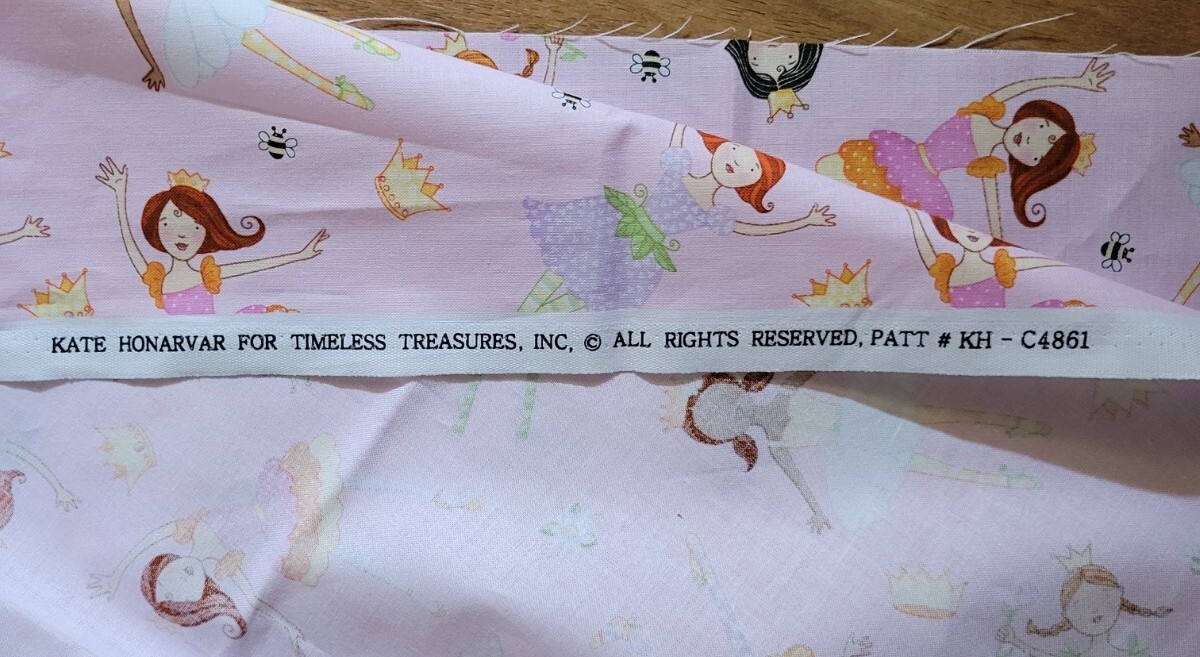 KATE HONARVAR FOR TIMELESS TREASURES, INC, © ALL RIGHTS RESERVED, PATT # KH - C4861